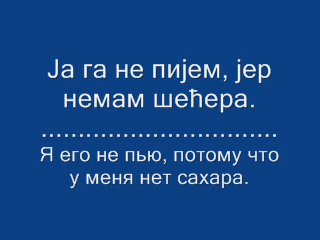 Ја га не пијем, јер
немам шећера.
................................
Я его не пью, потому что
у меня нет сахара.